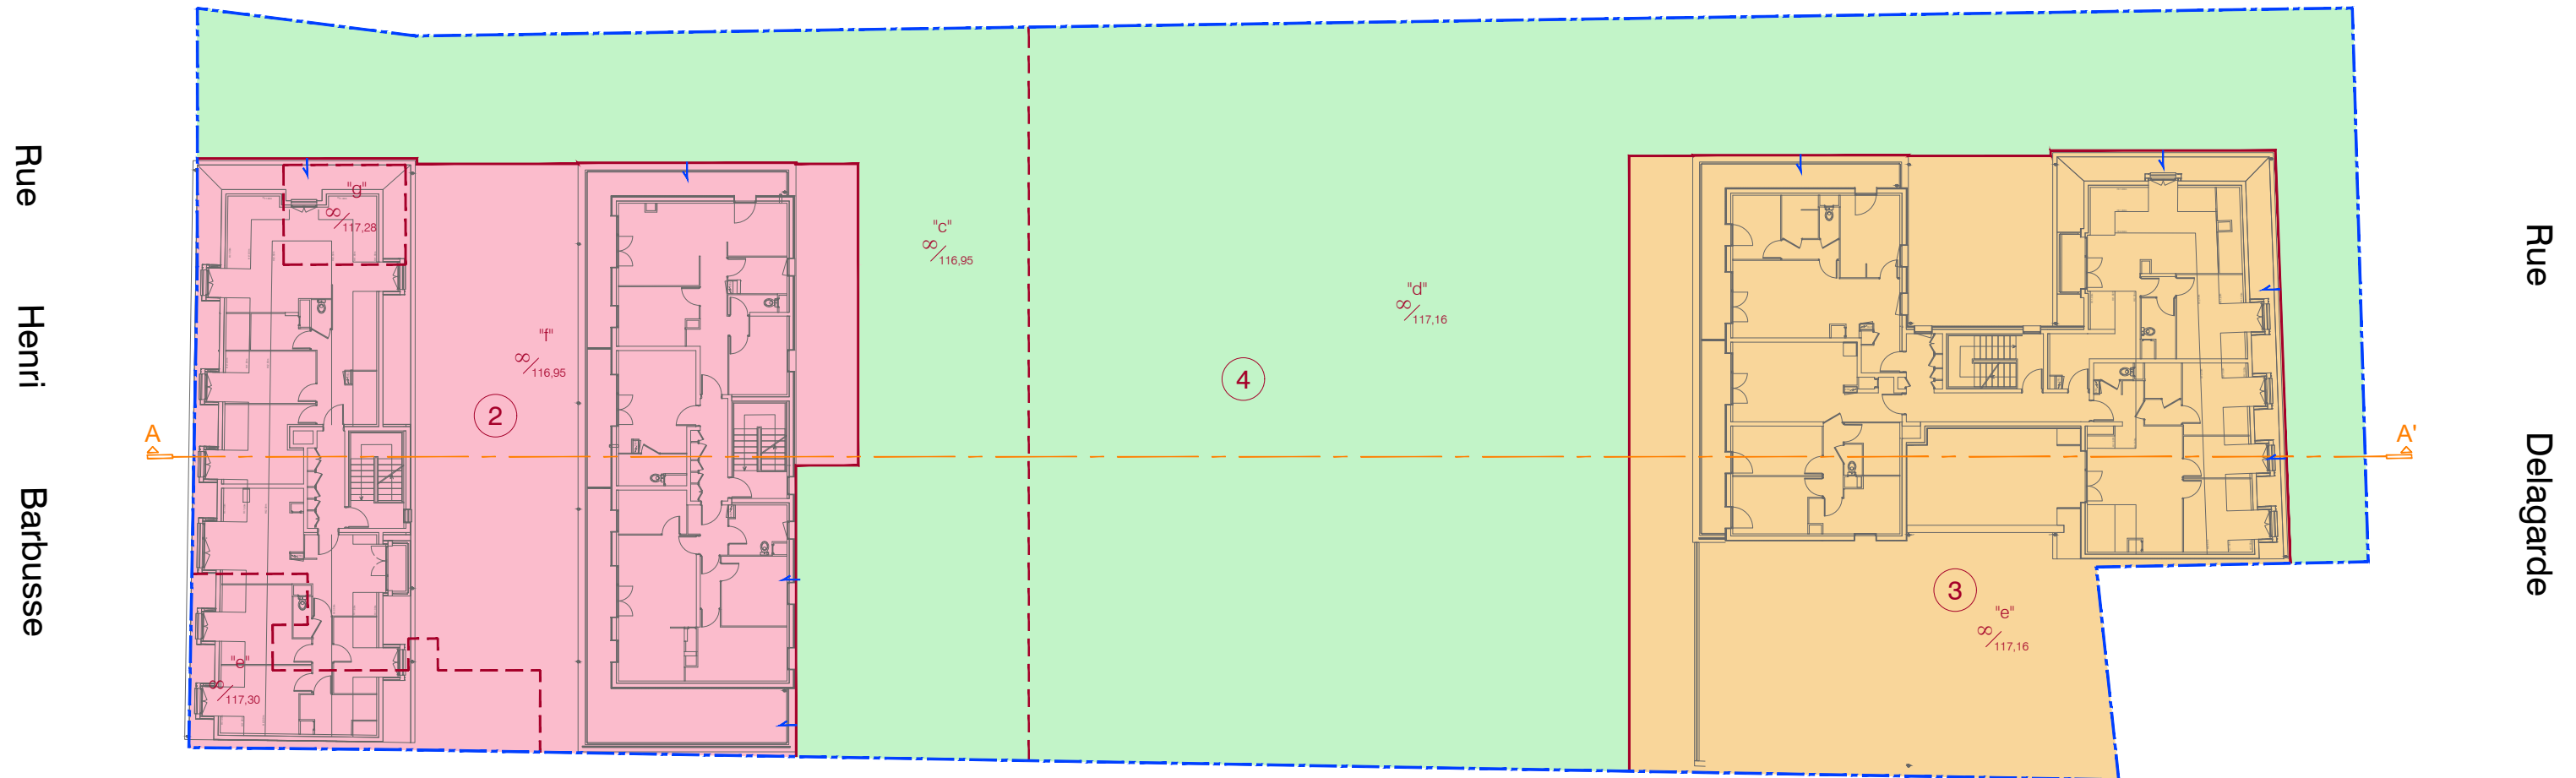 Rue
Henri
Barbusse
A
"g"
∞/117,28
"f"
∞/116,95
2
"e"
∞/117,30
"c"
∞/116,95
4
"d"
∞/117,16
3
"e"
∞/117,16
A'
Rue
Delagarde